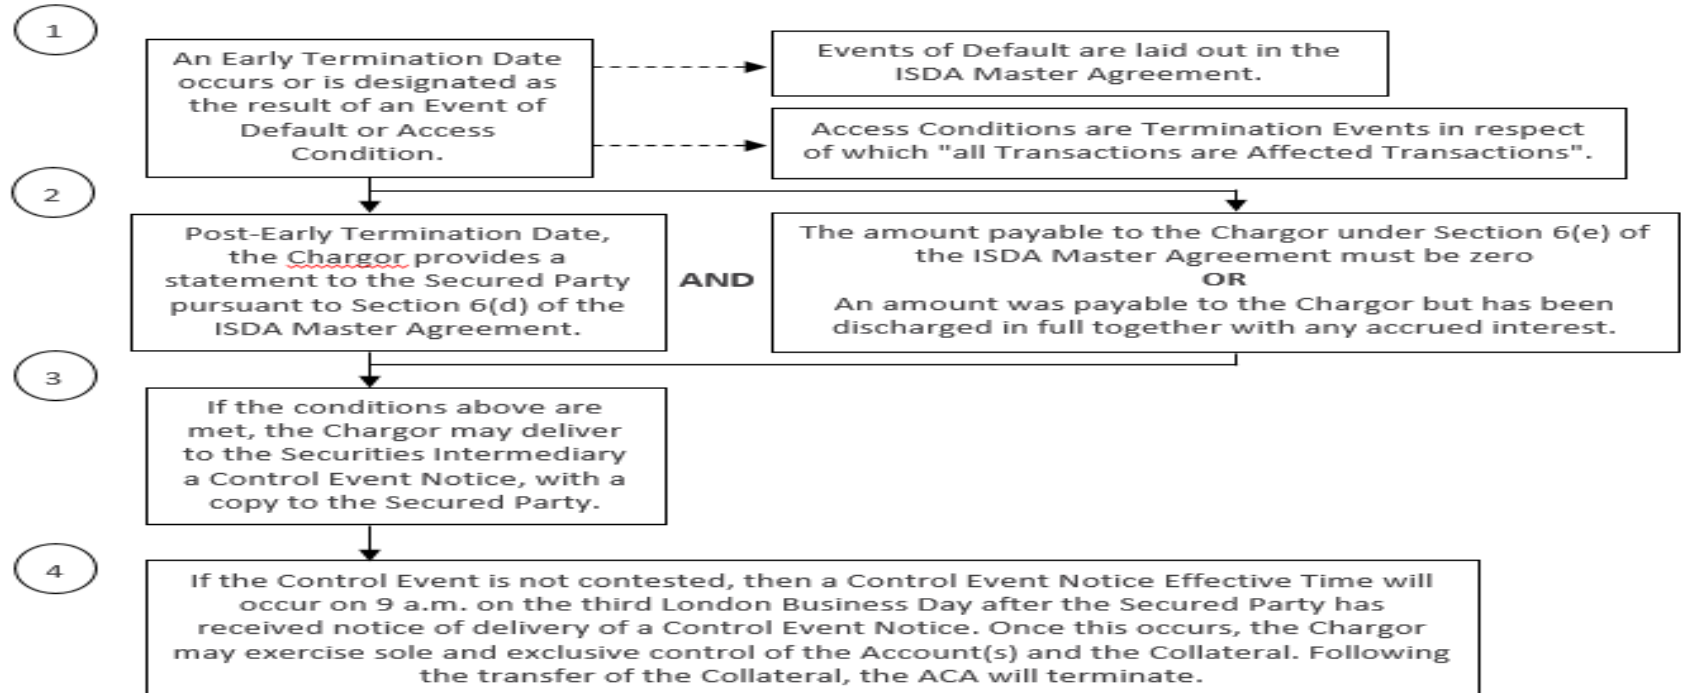 1
An Early Termination Date
occurs or is designated as
the result of an Event of
Default or Access
Condition.
Events of Default are laid out in the
ISDA Master Agreement.
Access Conditions are Termination Events in respect
of which "all Transactions are Affected Transactions".
2
Post-Early Termination Date,
the Chargor provides a
statement to the Secured Party
pursuant to Section 6(d) of the
ISDA Master Agreement.
AND
The amount payable to the Chargor under Section 6(e) of
the ISDA Master Agreement must be zero
OR
An amount was payable to the Chargor but has been
discharged in full together with any accrued interest.
3
If the conditions above are
met, the Chargor may deliver
to the Securities Intermediary
a Control Event Notice, with a
copy to the Secured Party.
4
If the Control Event is not contested, then a Control Event Notice Effective Time will
occur on 9 a.m. on the third London Business Day after the Secured Party has
received notice of delivery of a Control Event Notice. Once this occurs, the Chargor
may exercise sole and exclusive control of the Account(s) and the Collateral. Following
the transfer of the Collateral, the ACA will terminate.